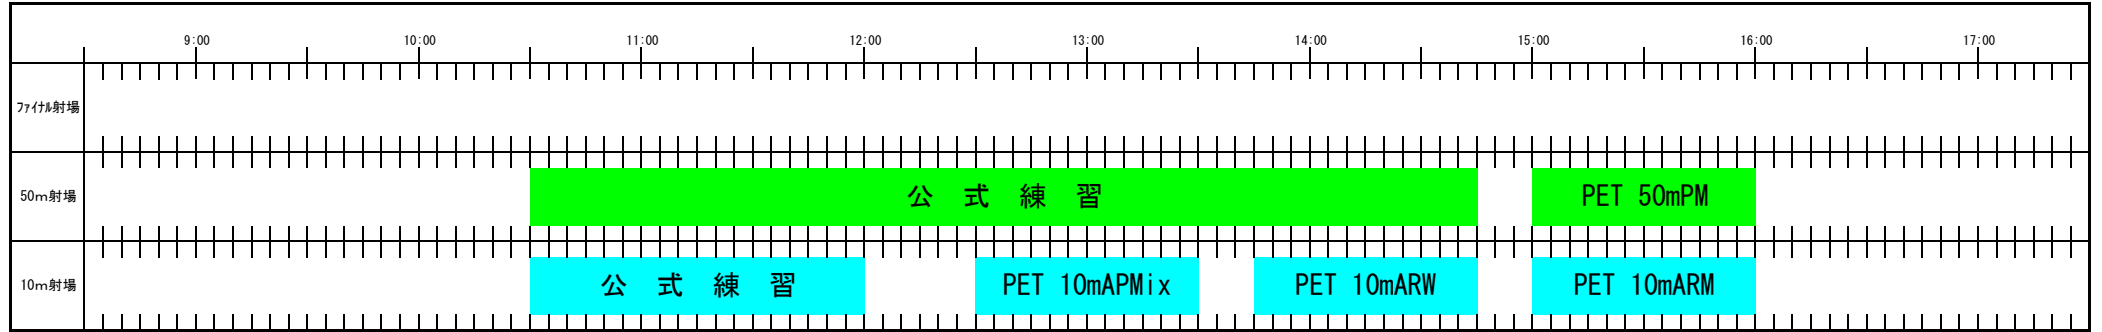 9:00 10:00 11:00 12:00 13:00 14:00 15:00 16:00 17:00
ﾌｧｲﾅﾙ射場
50ｍ射場 公 式 練 習 PET 50mPM
10ｍ射場 公 式 練 習 PET 10mAPMix PET 10mARW PET 10mARM